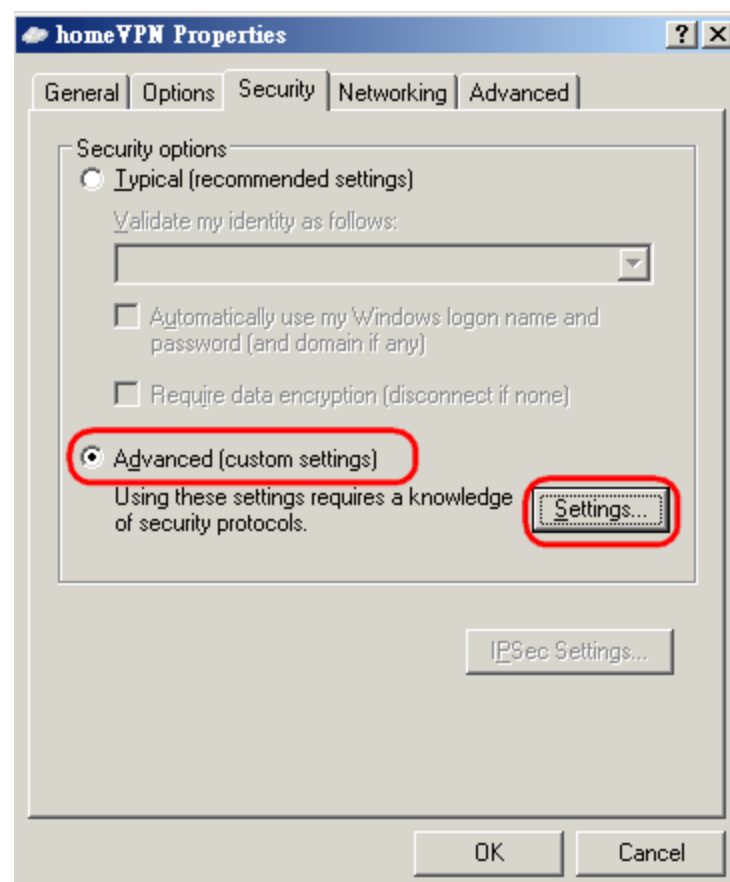 homeVPN Properties
General Options Security Networking Advanced
Security options
Typical (recommended settings)
Validate my identity as follows:
Automatically use my Windows logon name and
password (and domain if any)
Require data encryption (disconnect if none)
Advanced (custom settings)
Using these settings requires a knowledge
of security protocols.
Settings...
IPSec Settings...
OK Cancel